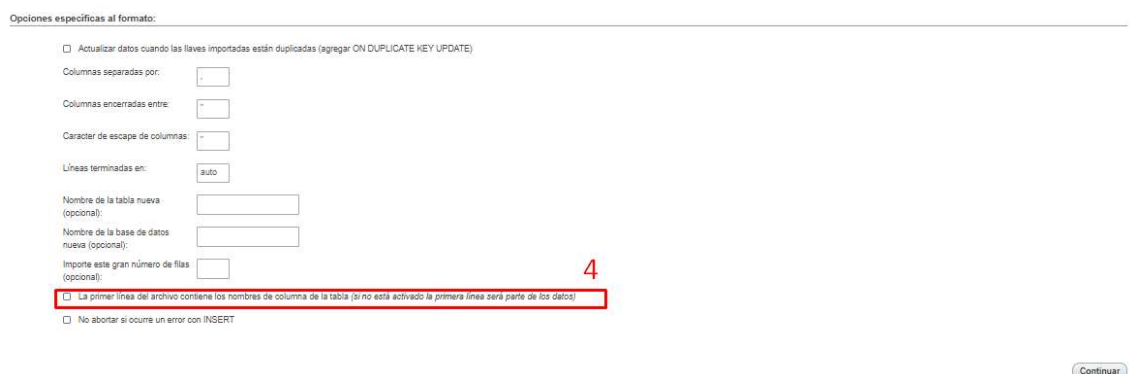 Opciones específicas al formato:
Actualizar datos cuando las llaves importadas están duplicadas (agregar ON DUPLICATE KEY UPDATE)
Columnas separadas por:
,
Columnas encerradas entre:
"
Caracter de escape de columnas:
"
Líneas terminadas en:
auto
Nombre de la tabla nueva
(opcional):
Nombre de la base de datos
nueva (opcional):
Importe este gran número de filas
(opcional):
4
La primer línea del archivo contiene los nombres de columna de la tabla (si no está activado la primera línea será parte de los datos)
No abortar si ocurre un error con INSERT
Continuar